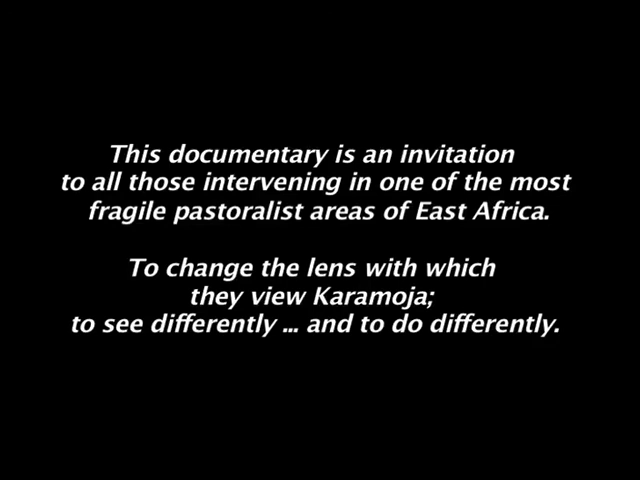 This documentary is an invitation
to all those intervening in one of the most
fragile pastoralist areas of East Africa.
To change the lens with which
they view Karamoja;
to see differently ... and to do differently.